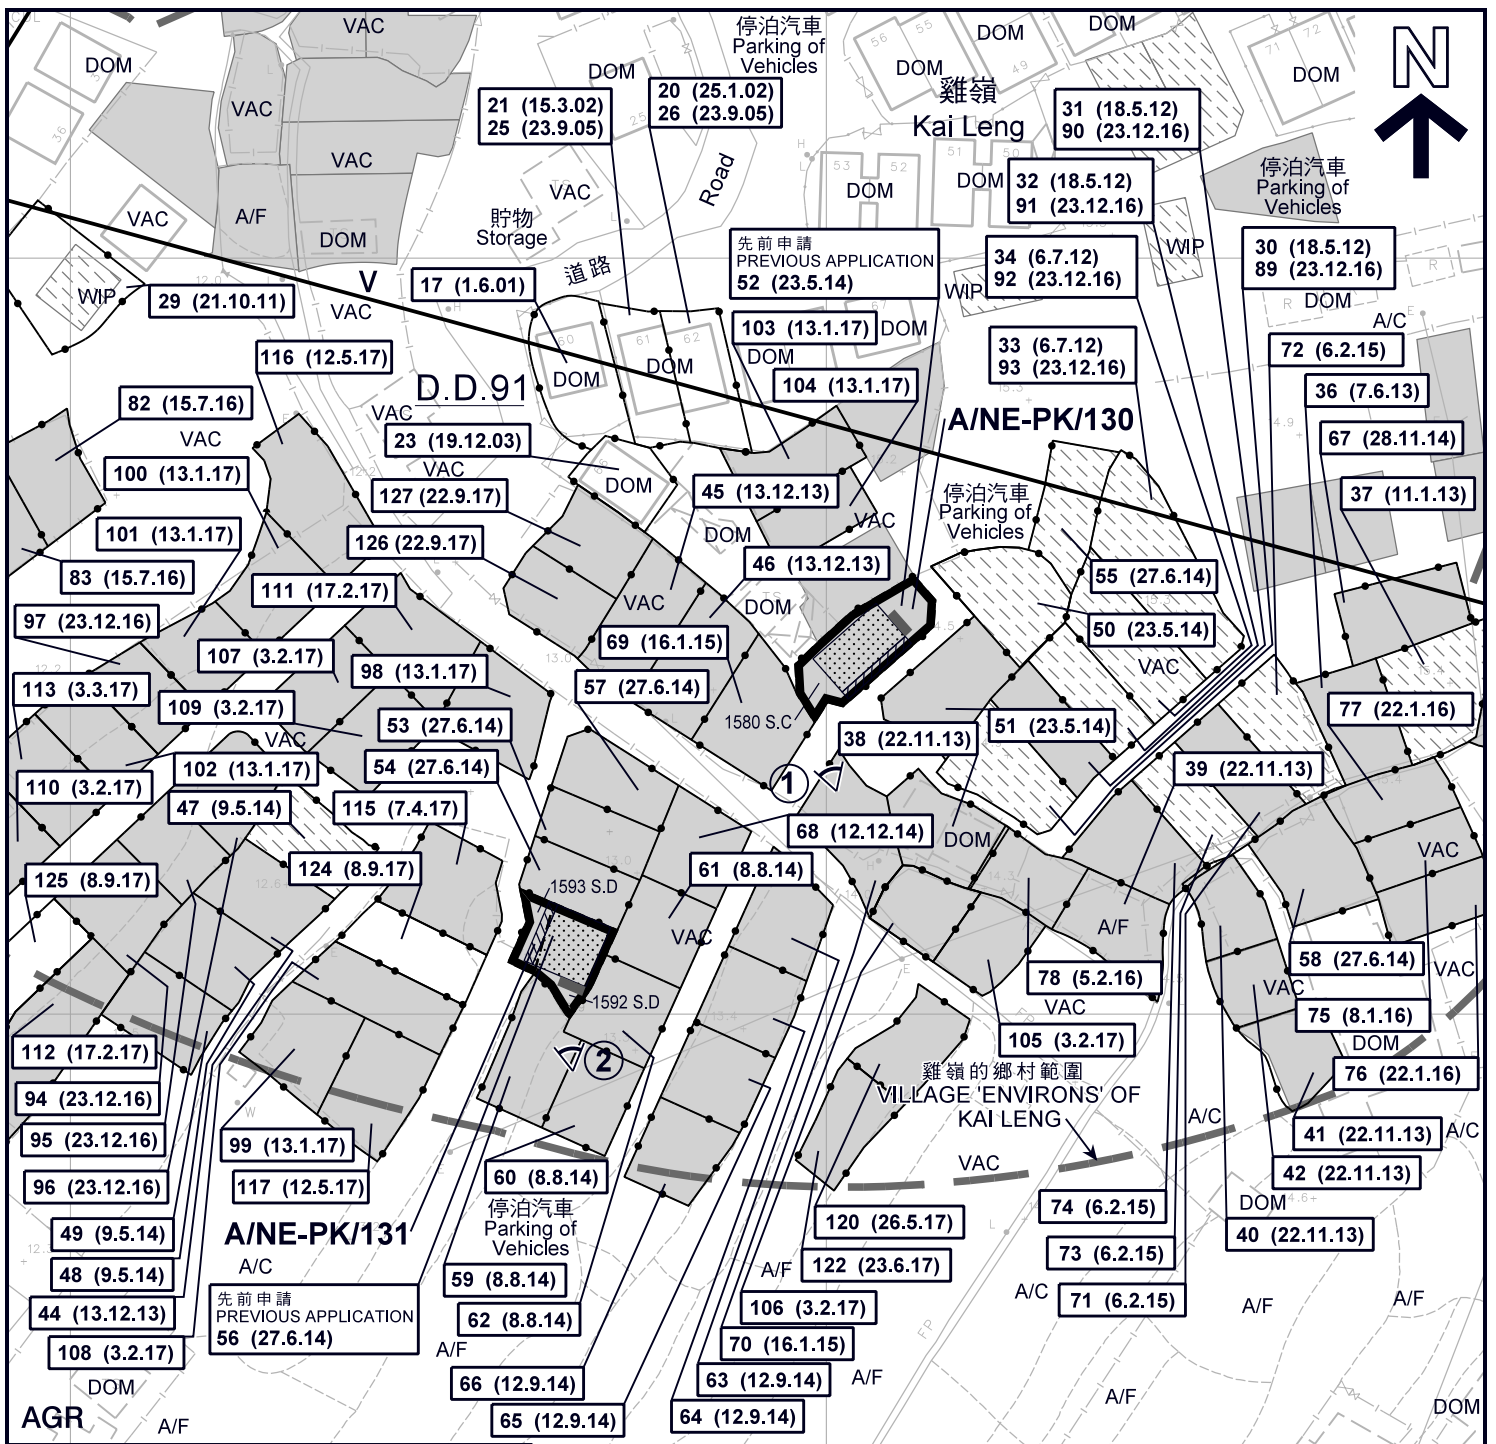 VAC
DOM
停泊汽車
Parking of
Vehicles
DOM
DOM
DOM
56
55
49
71
72
DOM
N
DOM
DOM
雞嶺
Kai Leng
21 (15.3.02)
25 (23.9.05)
20 (25.1.02)
26 (23.9.05)
31 (18.5.12)
90 (23.12.16)
VAC
36
VAC
25
53
52
51
50
DOM
DOM
32 (18.5.12)
91 (23.12.16)
停泊汽車
Parking of
Vehicles
VAC
Road
VAC
A/F
DOM
貯物
Storage
道路
先前申請
PREVIOUS APPLICATION
52 (23.5.14)
34 (6.7.12)
92 (23.12.16)
WIP
30 (18.5.12)
89 (23.12.16)
WIP
29 (21.10.11)
V
VAC
17 (1.6.01)
WIP
67
R
R
DOM
A/C
103 (13.1.17)
DOM
33 (6.7.12)
93 (23.12.16)
72 (6.2.15)
116 (12.5.17)
60
61
62
DOM
DOM
DOM
104 (13.1.17)
36 (7.6.13)
D.D.91
82 (15.7.16)
VAC
A/NE-PK/130
67 (28.11.14)
VAC
23 (19.12.03)
100 (13.1.17)
VAC
127 (22.9.17)
DOM
45 (13.12.13)
停泊汽車
Parking of
Vehicles
37 (11.1.13)
101 (13.1.17)
126 (22.9.17)
DOM
VAC
83 (15.7.16)
46 (13.12.13)
55 (27.6.14)
111 (17.2.17)
VAC
DOM
97 (23.12.16)
107 (3.2.17)
69 (16.1.15)
50 (23.5.14)
98 (13.1.17)
VAC
113 (3.3.17)
57 (27.6.14)
109 (3.2.17)
53 (27.6.14)
1580 S.C
51 (23.5.14)
77 (22.1.16)
VAC
38 (22.11.13)
110 (3.2.17)
102 (13.1.17)
54 (27.6.14)
1
39 (22.11.13)
47 (9.5.14)
115 (7.4.17)
68 (12.12.14)
DOM
124 (8.9.17)
61 (8.8.14)
VAC
125 (8.9.17)
1593 S.D
A/F
VAC
58 (27.6.14)
78 (5.2.16)
VAC
VAC
1592 S.D
VAC
75 (8.1.16)
112 (17.2.17)
2
105 (3.2.17)
DOM
雞嶺的鄉村範圍
VILLAGE 'ENVIRONS' OF
KAI LENG
76 (22.1.16)
94 (23.12.16)
A/C
95 (23.12.16)
99 (13.1.17)
41 (22.11.13)
A/C
96 (23.12.16)
117 (12.5.17)
60 (8.8.14)
VAC
42 (22.11.13)
停泊汽車
Parking of
Vehicles
74 (6.2.15)
DOM
49 (9.5.14)
A/NE-PK/131
120 (26.5.17)
40 (22.11.13)
73 (6.2.15)
48 (9.5.14)
A/C
59 (8.8.14)
A/F
122 (23.6.17)
44 (13.12.13)
先前申請
PREVIOUS APPLICATION
56 (27.6.14)
A/C
71 (6.2.15)
A/F
A/F
62 (8.8.14)
106 (3.2.17)
FP
108 (3.2.17)
A/F
70 (16.1.15)
66 (12.9.14)
63 (12.9.14)
A/F
DOM
A/F
DOM
AGR
A/F
65 (12.9.14)
64 (12.9.14)